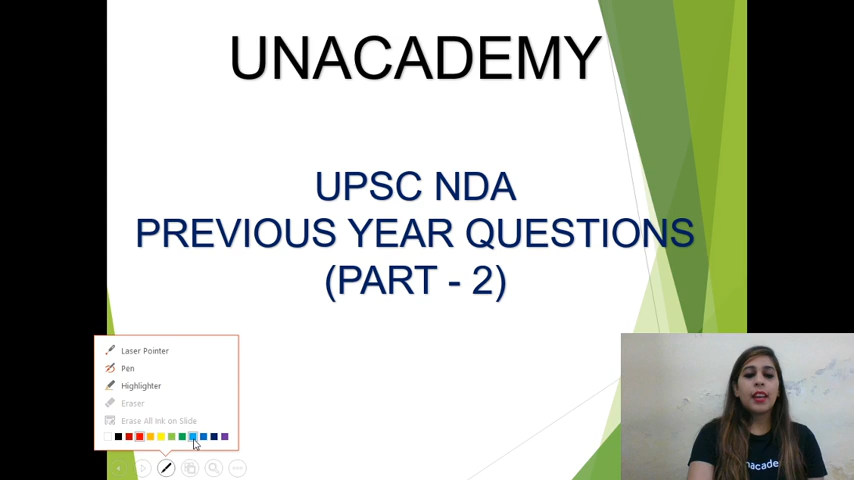 UNACADEMY
UPSC NDA
PREVIOUS YEAR QUESTIONS
(PART - 2)
Laser Pointer
Pen
Highlighter
Eraser
Erase All Ink on Slide